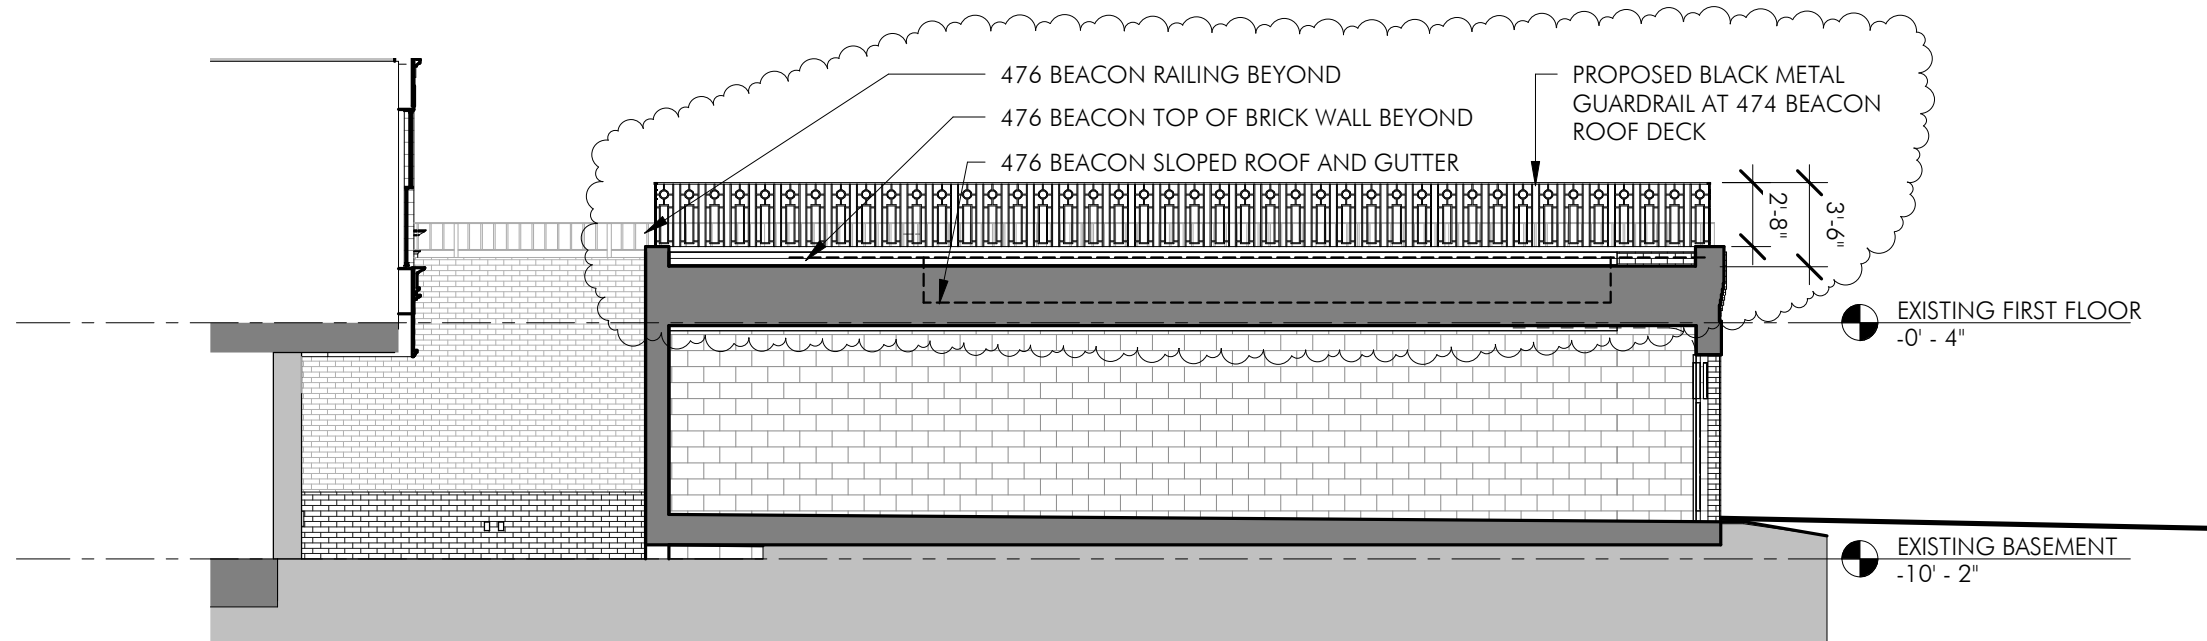 476 BEACON RAILING BEYOND
476 BEACON TOP OF BRICK WALL BEYOND
476 BEACON SLOPED ROOF AND GUTTER
PROPOSED BLACK METAL
GUARDRAIL AT 474 BEACON
ROOF DECK
2'-8"
3'-6"
EXISTING FIRST FLOOR
-0' - 4"
EXISTING BASEMENT
-10' - 2"